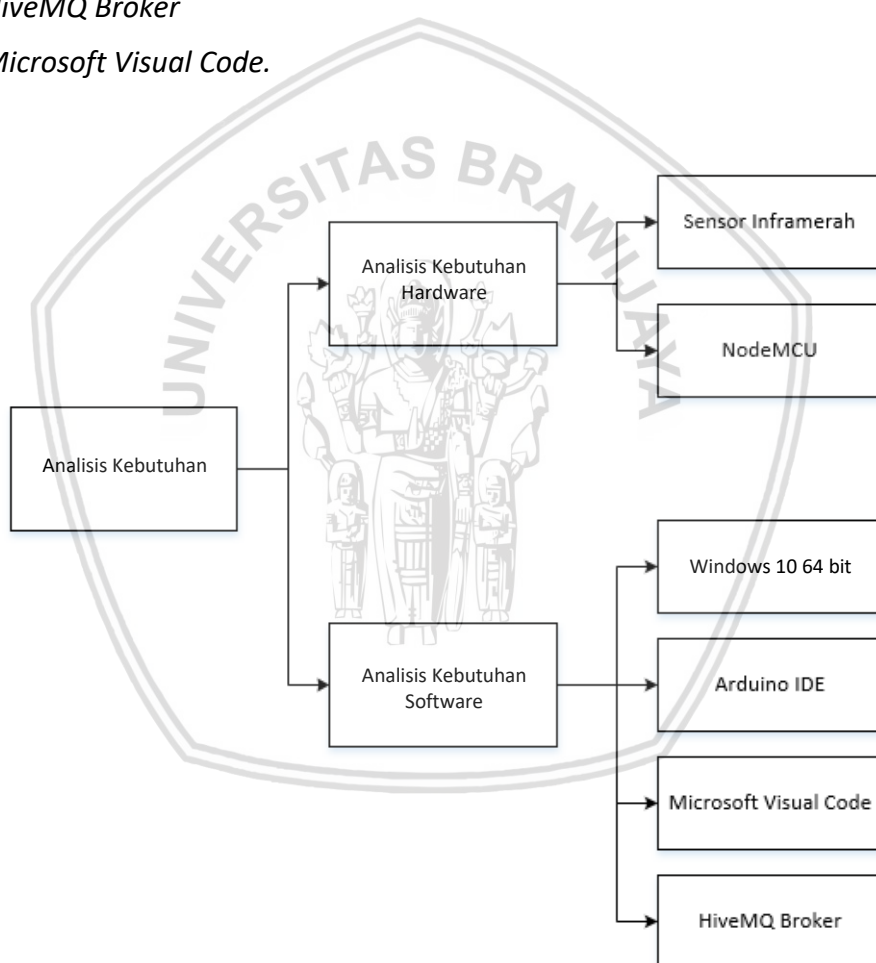 HiveMQ Broker
Microsoft Visual Code.
UNIVERSITAS BRAWIJAYA
Sensor Inframerah
Analisis Kebutuhan
Hardware
NodeMCU
Analisis Kebutuhan
Windows 10 64 bit
Analisis Kebutuhan
Software
Arduino IDE
Microsoft Visual Code
HiveMQ Broker